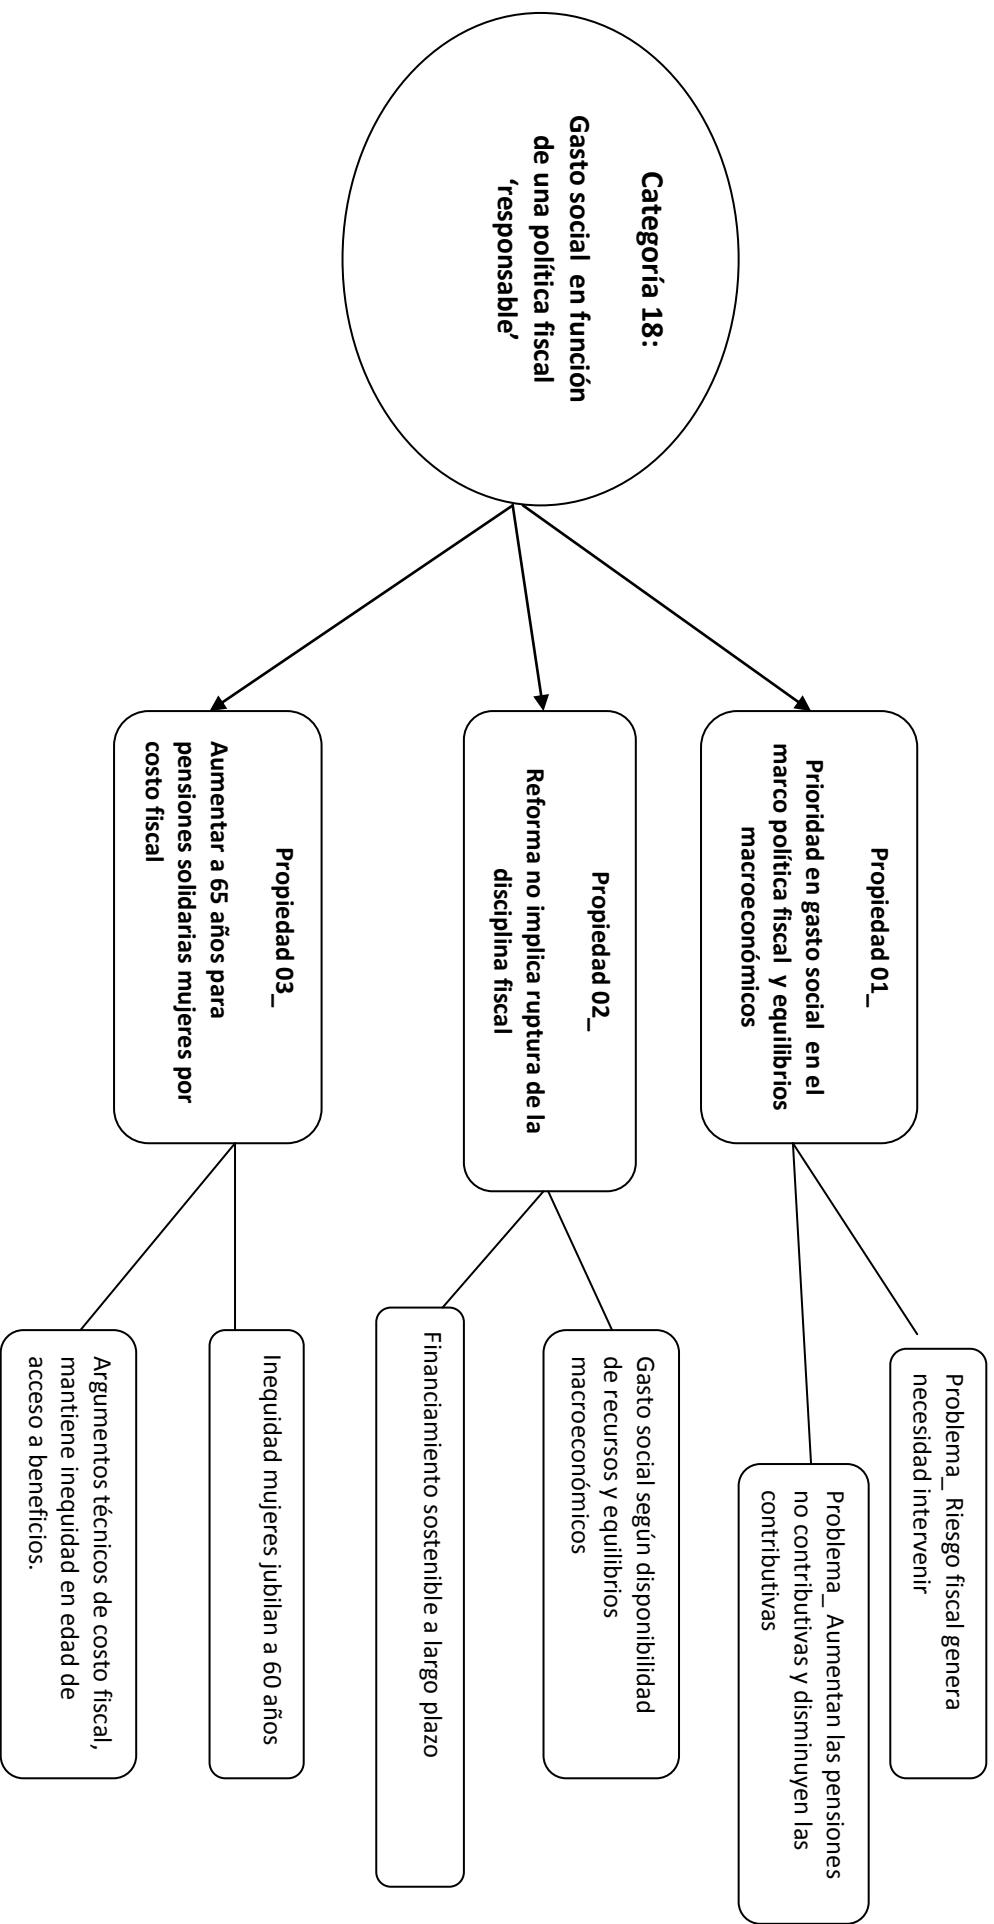 Categoría 18:
Gasto social en función
de una política fiscal
‘responsable’
Propiedad 01_
Prioridad en gasto social en el
marco política fiscal y equilibrios
macroeconómicos
Problema_ Riesgo fiscal genera
necesidad intervenir
Problema_ Aumentan las pensiones
no contributivas y disminuyen las
contributivas
Propiedad 02_
Reforma no implica ruptura de la
disciplina fiscal
Gasto social según disponibilidad
de recursos y equilibrios
macroeconómicos
Financiamiento sostenible a largo plazo
Propiedad 03_
Aumentar a 65 años para
pensiones solidarias mujeres por
costo fiscal
Inequidad mujeres jubilan a 60 años
Argumentos técnicos de costo fiscal,
mantiene inequidad en edad de
acceso a beneficios.